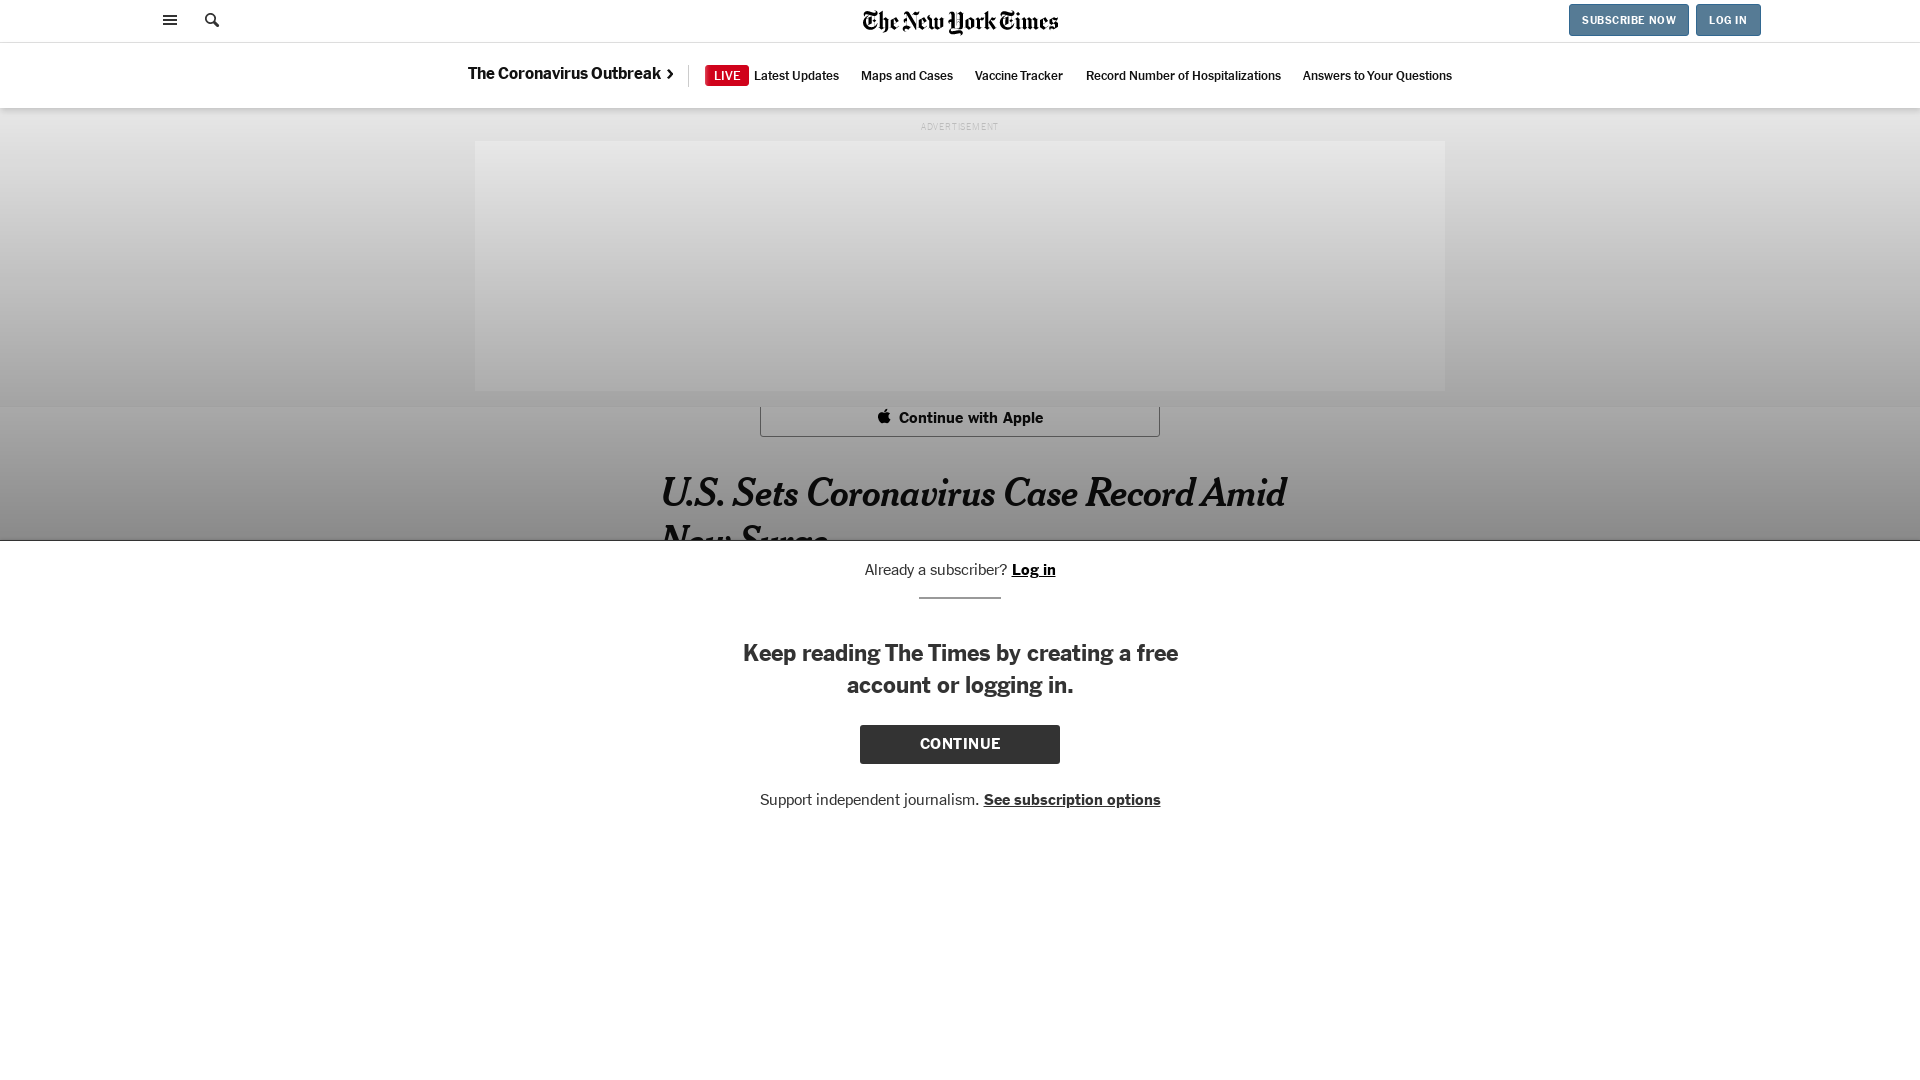 The New York Times
SUBSCRIBE NOW
LOG IN
The Coronavirus Outbreak
LIVE Latest Updates
Maps and Cases
Vaccine Tracker
Record Number of Hospitalizations
Answers to Your Questions
ADVERTISEMENT
Continue with Apple
U.S. Sets Coronavirus Case Record Amid
New Surge
Already a subscriber? Log in
Keep reading The Times by creating a free
account or logging in.
CONTINUE
Support independent journalism. See subscription options